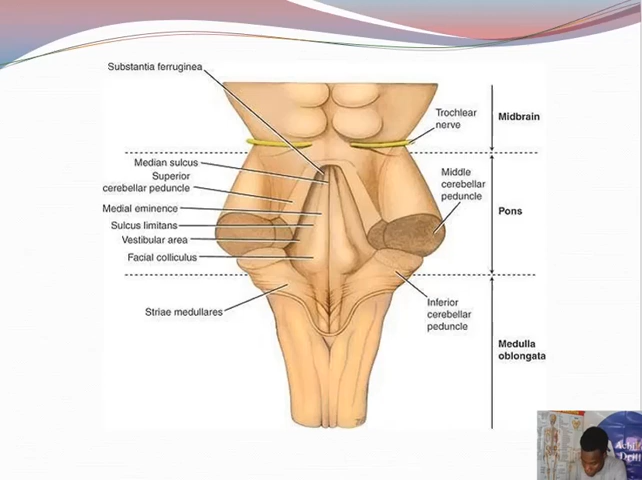 Substantia ferruginea
Trochlear
nerve
Midbrain
Median sulcus
Superior
cerebellar peduncle
Medial eminence
Sulcus limitans
Vestibular area
Facial colliculus
Middle
cerebellar
peduncle
Pons
Striae medullares
Inferior
cerebellar
peduncle
Medulla
oblongata